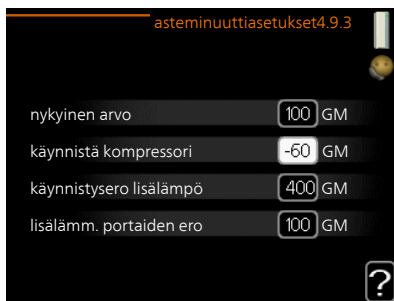 asteminuuttiasetukset4.9.3
nykyinen arvo 100 GM
käynnistä kompressori -60 GM
käynnistysero lisälämpö 400 GM
lisälämm. portaiden ero 100 GM
?